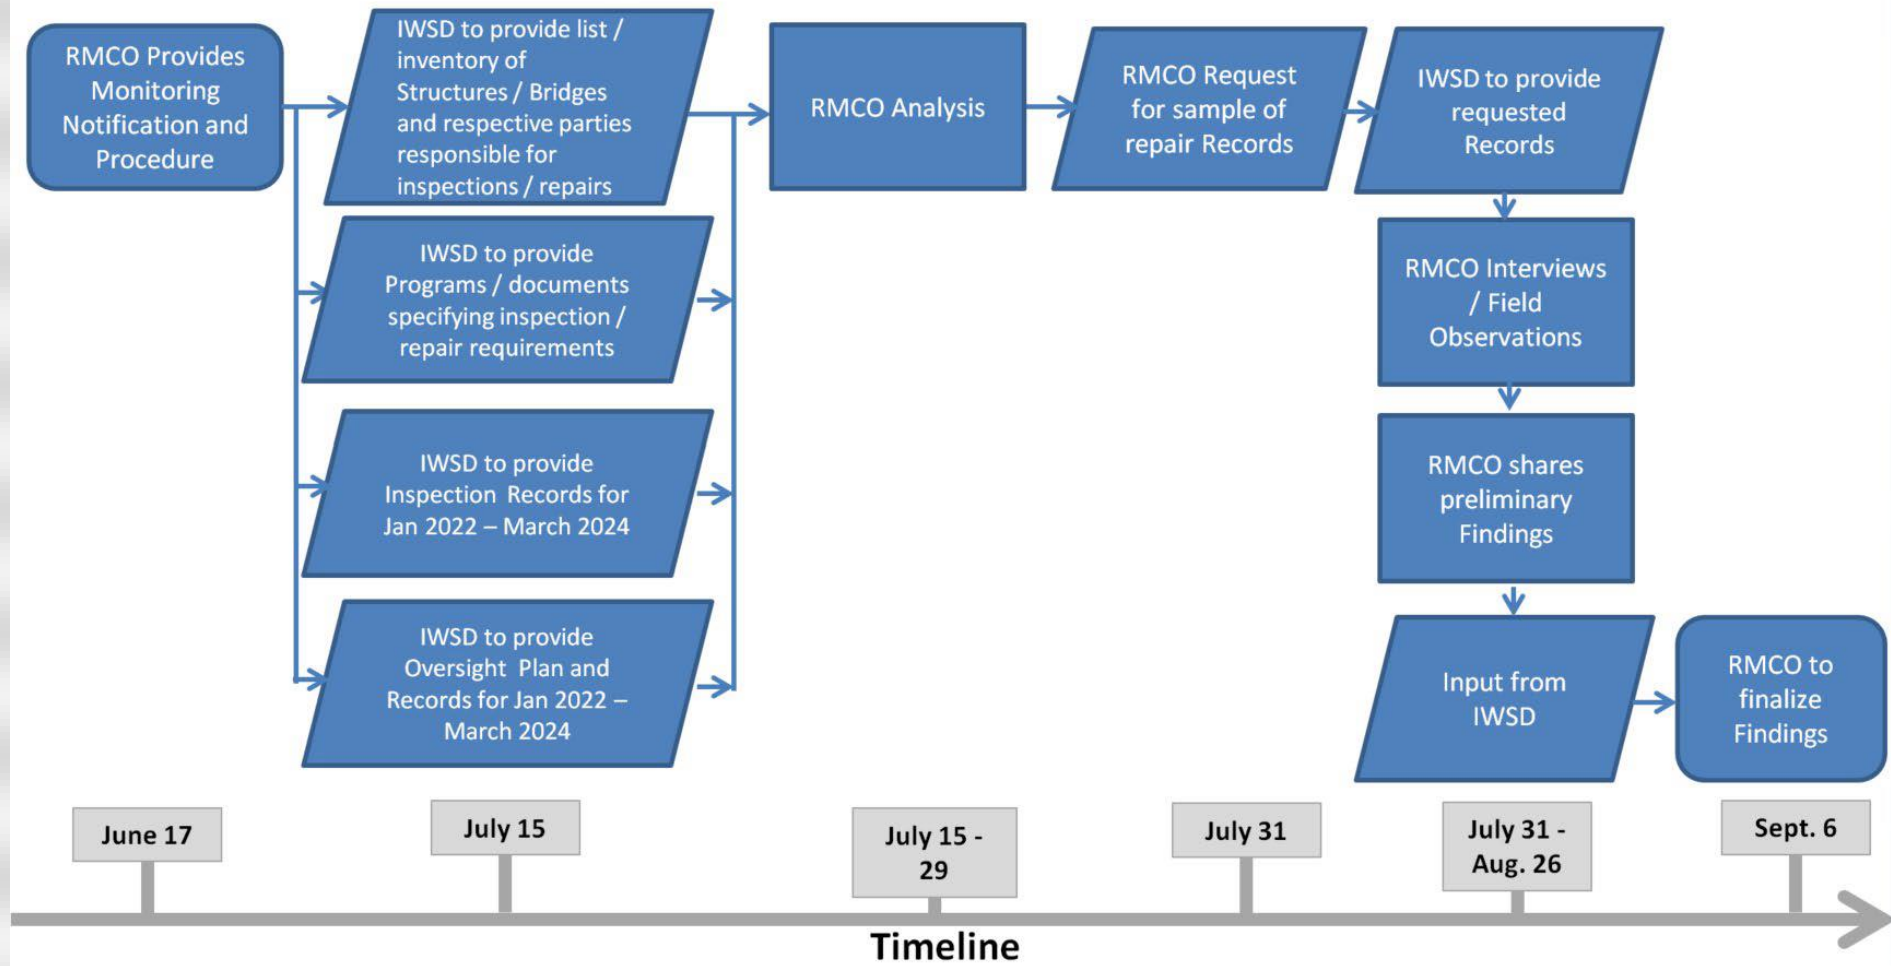 RMCO Provides
Monitoring
Notification and
Procedure
IWSD to provide list /
inventory of
Structures / Bridges
and respective parties
responsible for
inspections / repairs
IWSD to provide
Programs / documents
specifying inspection /
repair requirements
IWSD to provide
Inspection Records for
Jan 2022 – March 2024
IWSD to provide
Oversight Plan and
Records for Jan 2022 –
March 2024
RMCO Analysis
RMCO Request
for sample of
repair Records
IWSD to provide
requested
Records
RMCO Interviews
/ Field
Observations
RMCO shares
preliminary
Findings
Input from
IWSD
RMCO to
finalize
Findings
June 17
July 15
July 15 -
29
July 31
July 31 -
Aug. 26
Sept. 6
Timeline